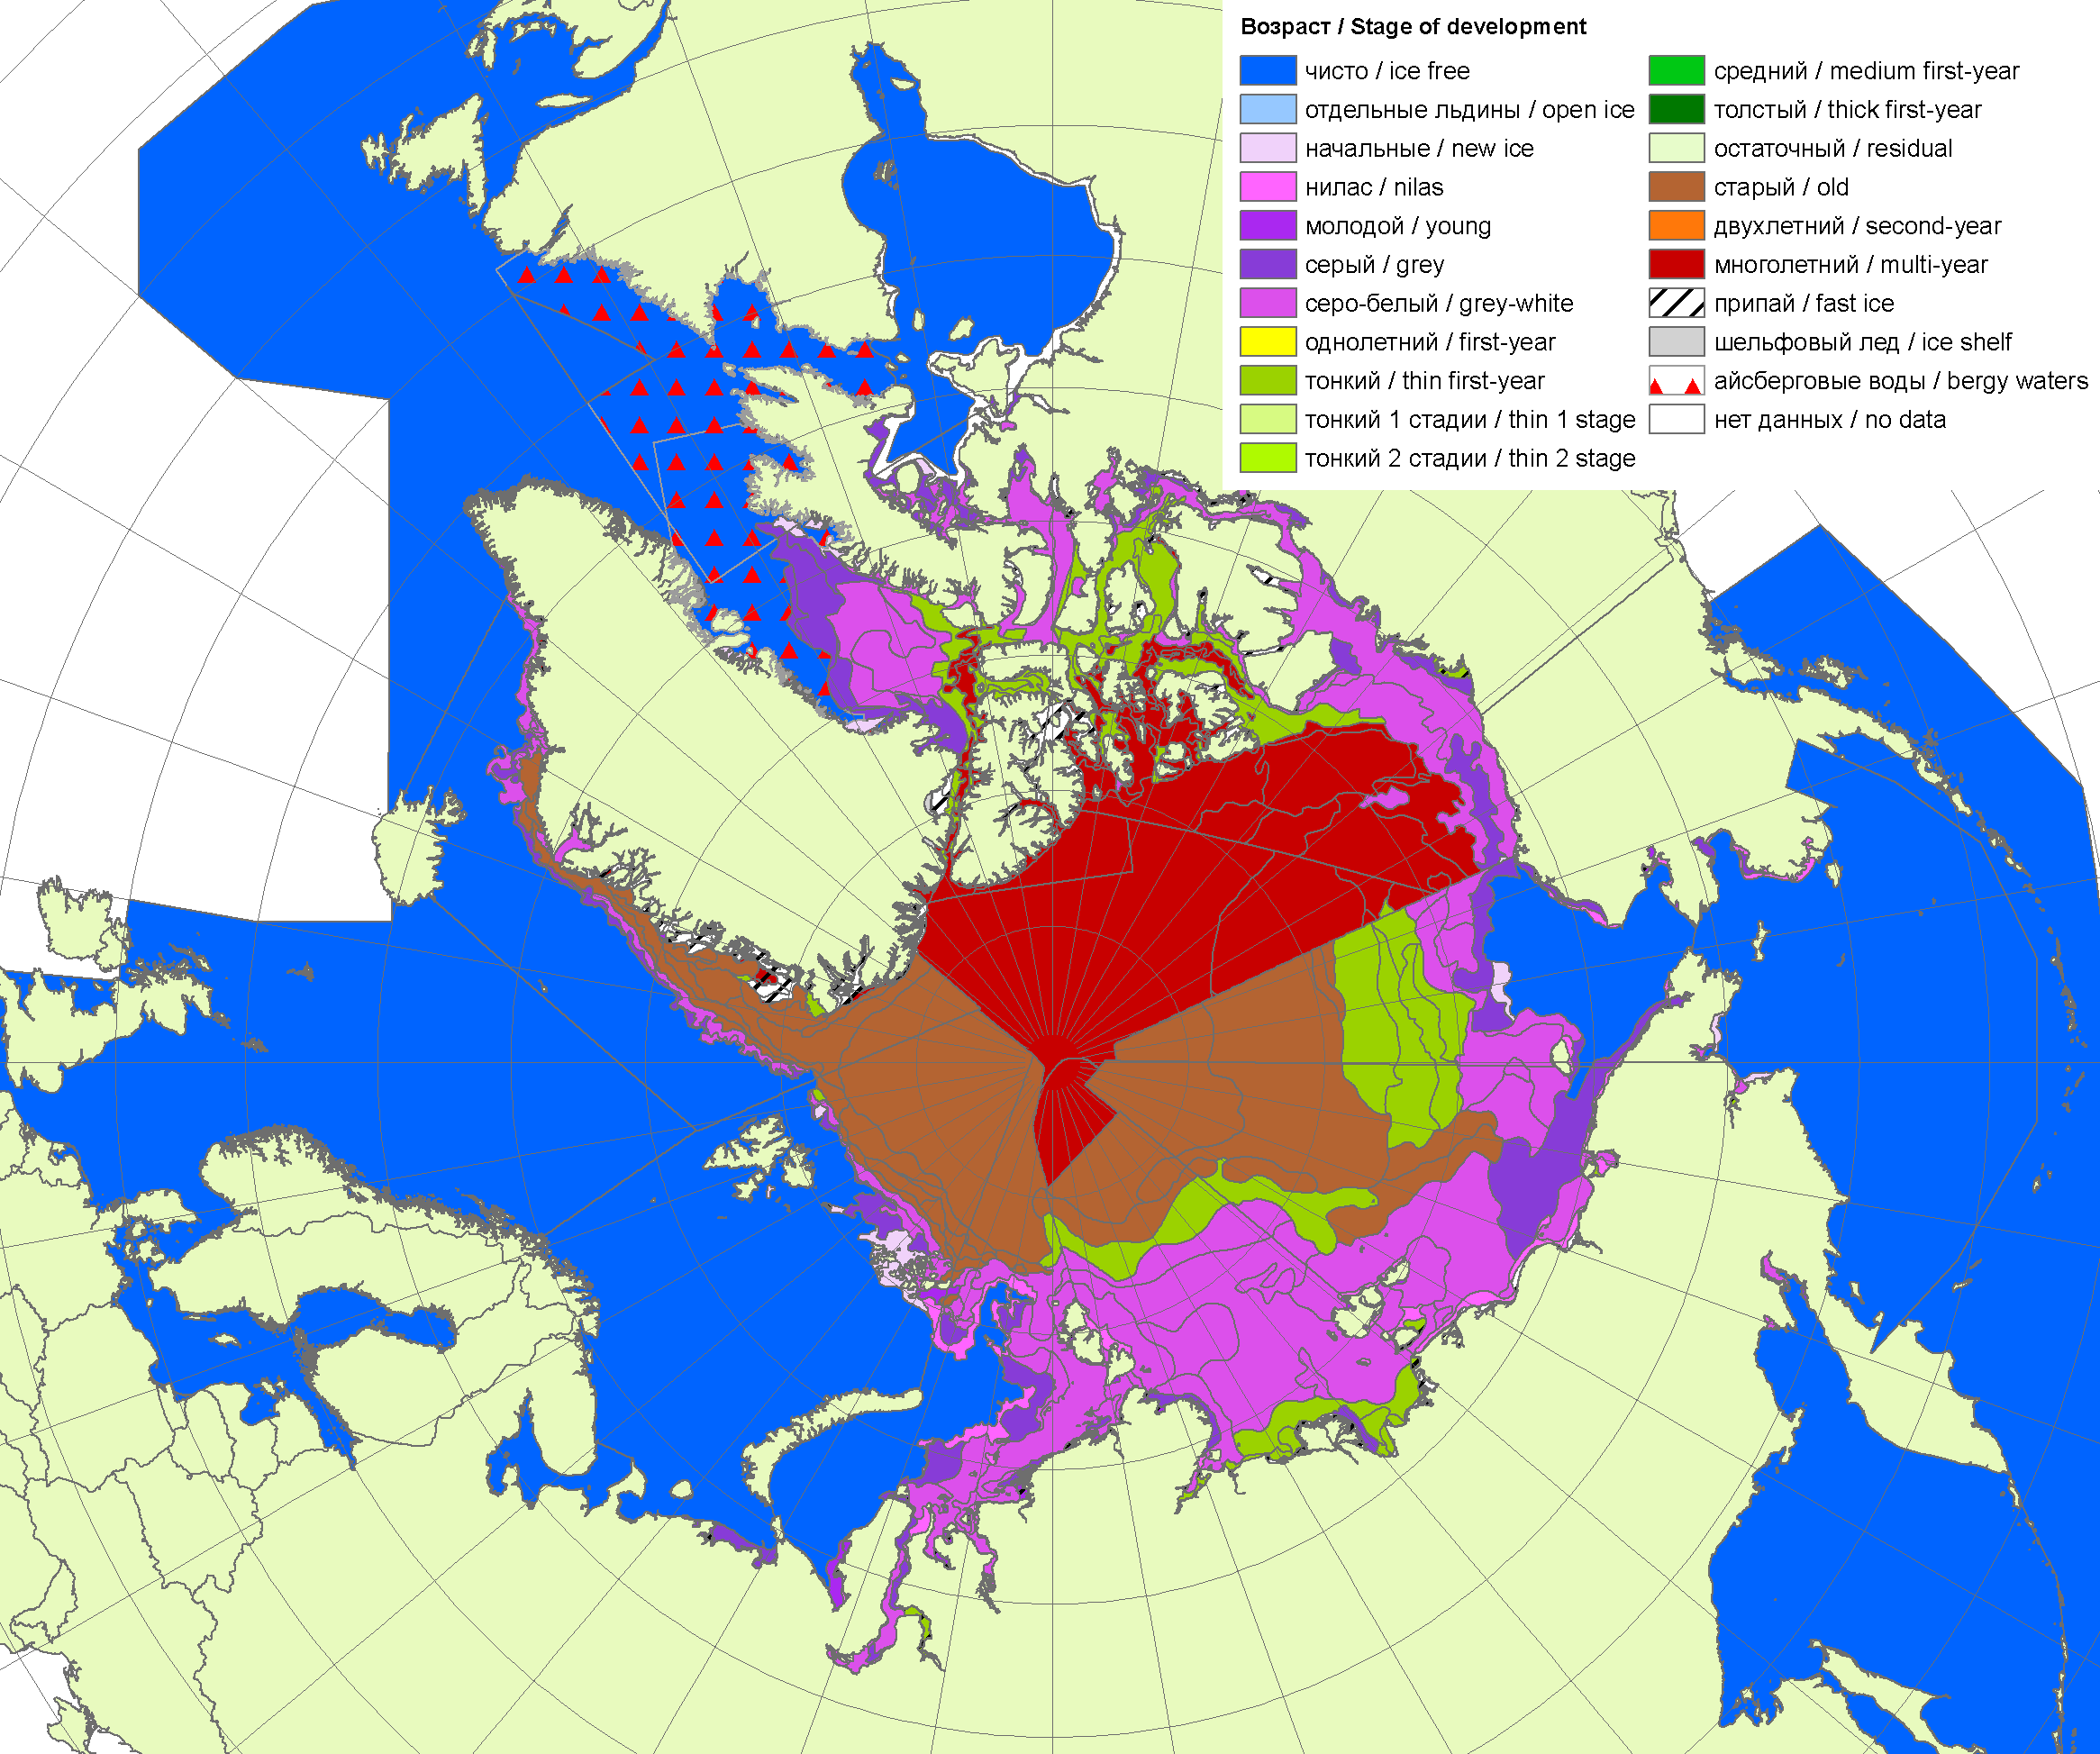 Возраст / Stage of development
чисто / ice free
отдельные льдины / open ice
начальные / new ice
нилас / nilas
молодой / young
серый / grey
серо-белый / grey-white
однолетний / first-year
тонкий / thin first-year
тонкий 1 стадии / thin 1 stage
тонкий 2 стадии / thin 2 stage
средний / medium first-year
толстый / thick first-year
остаточный / residual
старый / old
двухлетний / second-year
многолетний / multi-year
припай / fast ice
шельфовый лед / ice shelf
айсберговые воды / bergy waters
нет данных / no data